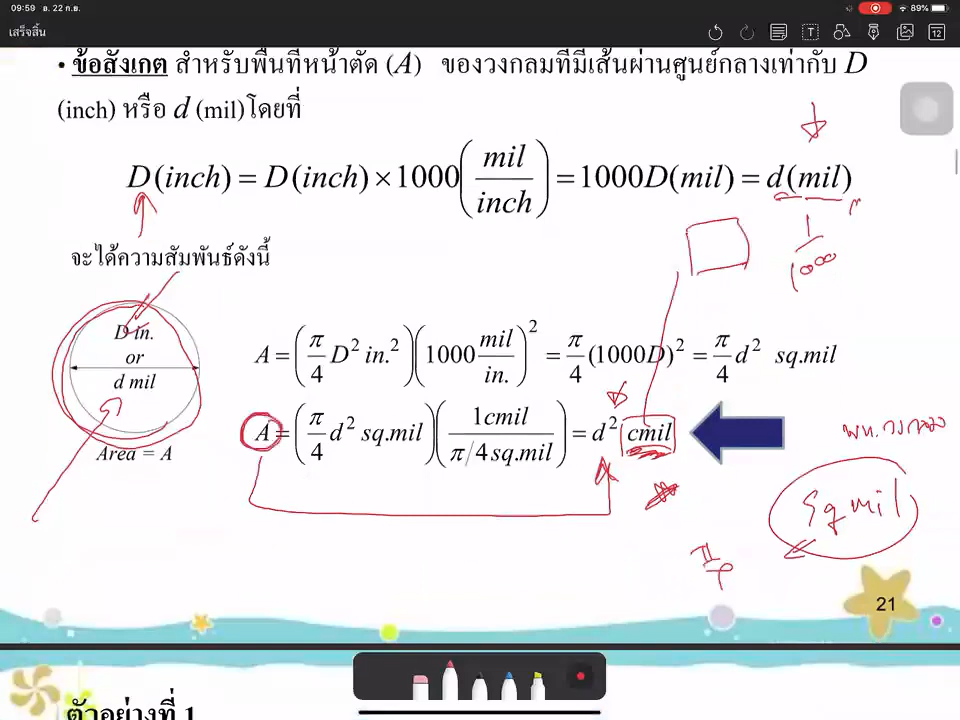 09:59 อ. 22 ก.ย. 89%
เสร็จสิ้น T 12
• ข้อสังเกต สำหรับพื้นที่หน้าตัด (A) ของวงกลมที่มีเส้นผ่านศูนย์กลางเท่ากับ D
(inch) หรือ d (mil) โดยที่
D(inch) = D(inch) × 1000 (mil/inch) = 1000D(mil) = d(mil)
1/1000
จะได้ความสัมพันธ์ดังนี้
D in.
or
d mil
Area = A
A = (π/4 D² in.²)(1000 mil/in.)² = π/4 (1000D)² = π/4 d² sq.mil
A = (π/4 d² sq.mil)(1cmil / π/4 sq.mil) = d² cmil
พท. วงกลม
Sq mil
21
ตัวอย่างที่ 1